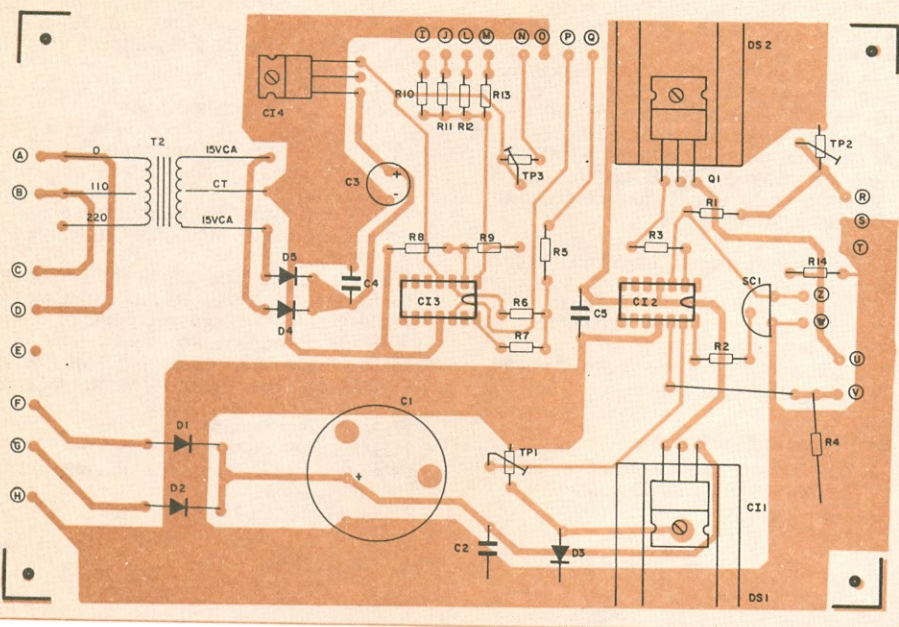 I J L M N O P Q
DS2
CI4
R10 R13
R11 R12
A 0 T2 15VCA
TP2
B 110 CT
C3 + -
TP3
Q1
R
220 15VCA
R1
S
R8 R9 R5
R3
T
C D5
C4
R14
SC1
Z
D
CI3
R6
C5
CI2
W
D4
E
R7
R2
U
F
C1
V
D1
G
TP1
R4
+
H
D2
CI1
C2
D3
DS1